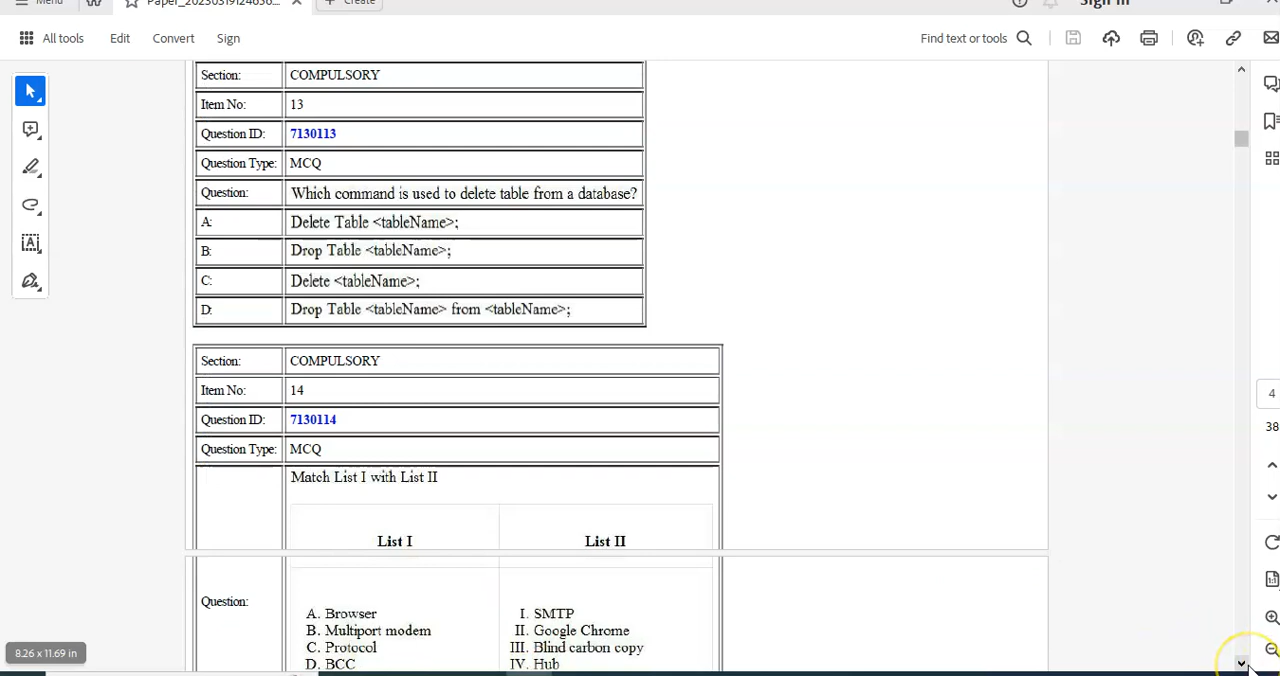 Menu
Paper_20230319124636...
Create
Sign in
All tools
Edit
Convert
Sign
Find text or tools
Section: COMPULSORY
Item No: 13
Question ID: 7130113
Question Type: MCQ
Question: Which command is used to delete table from a database?
A: Delete Table <tableName>;
B: Drop Table <tableName>;
C: Delete <tableName>;
D: Drop Table <tableName> from <tableName>;
Section: COMPULSORY
Item No: 14
Question ID: 7130114
Question Type: MCQ
Match List I with List II
List I List II
Question:
A. Browser I. SMTP
B. Multiport modem II. Google Chrome
C. Protocol III. Blind carbon copy
D. BCC IV. Hub
4
38
1:1
8.26 x 11.69 in